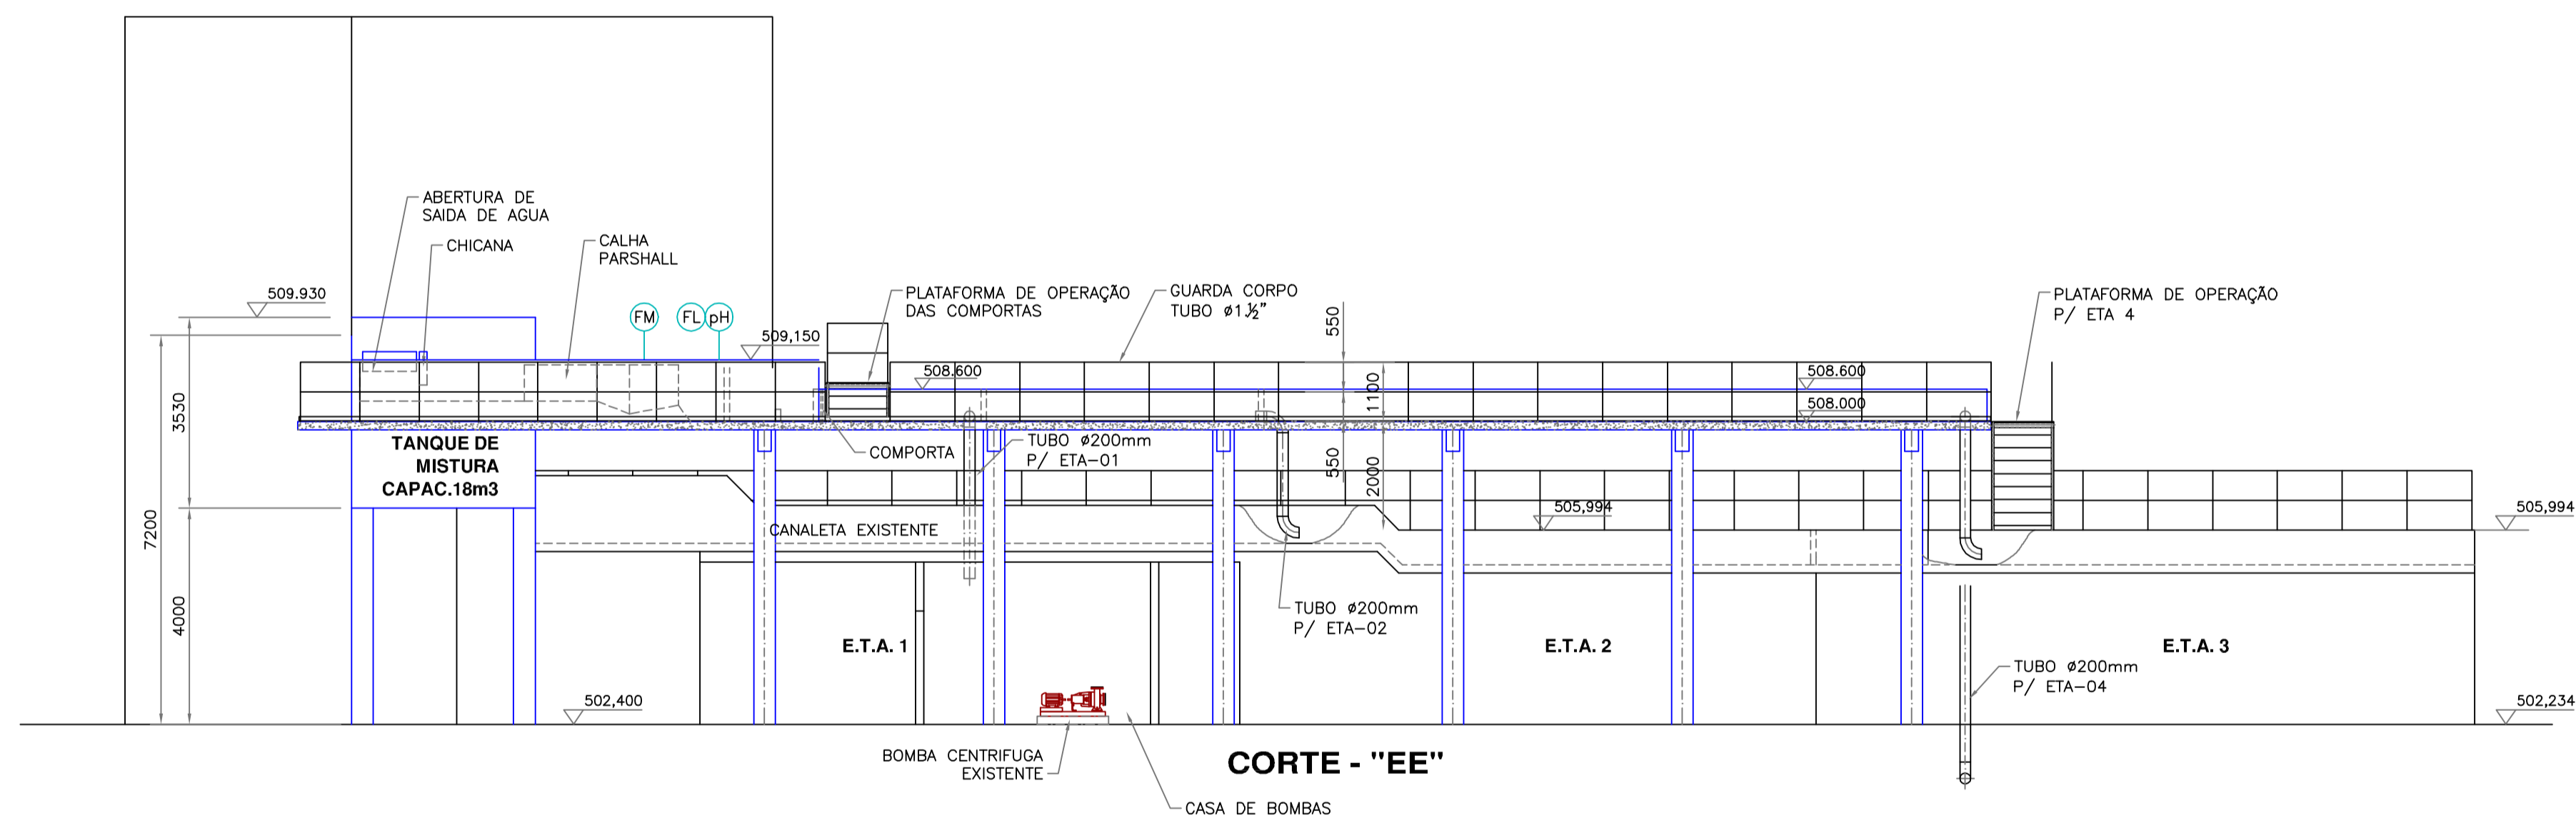 ABERTURA DE
SAIDA DE AGUA
CHICANA
CALHA
PARSHALL
509.930
FM
FL
pH
509,150
PLATAFORMA DE OPERAÇÃO
DAS COMPORTAS
GUARDA CORPO
TUBO ø1.½"
550
PLATAFORMA DE OPERAÇÃO
P/ ETA 4
508.600
1100
508.600
508.000
3530
TANQUE DE
MISTURA
CAPAC.18m3
COMPORTA
TUBO ø200mm
P/ ETA-01
550
2000
505,994
505,994
7200
CANALETA EXISTENTE
4000
TUBO ø200mm
P/ ETA-02
E.T.A. 1
E.T.A. 2
E.T.A. 3
TUBO ø200mm
P/ ETA-04
502,400
502,234
BOMBA CENTRIFUGA
EXISTENTE
CORTE - "EE"
CASA DE BOMBAS